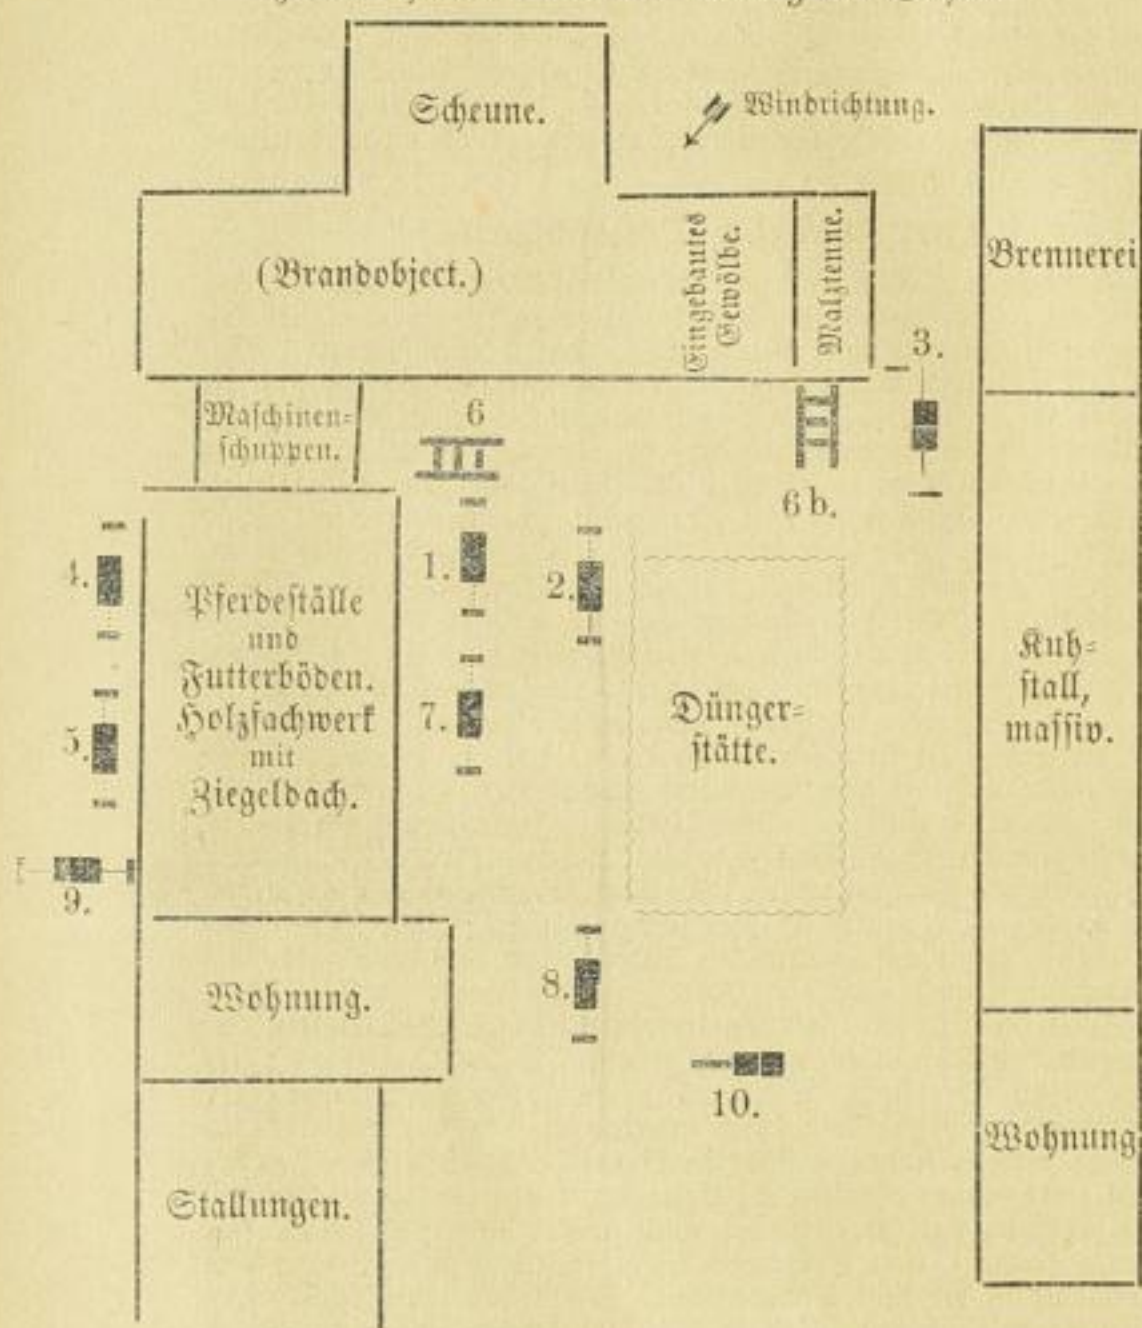 Scheune.
Windrichtung.
(Brandobject.)
Eingebautes
Gewölbe.
Malztenne.
Brennerei
3.
Maschinen=
schuppen.
6
6 b.
4.
1.
2.
Pferdeställe
und
Futterböden.
Holzfachwerk
mit
Ziegeldach.
Kuh=
stall,
massiv.
5.
7.
Dünger=
stätte.
9.
8.
Wohnung.
10.
Wohnung
Stallungen.